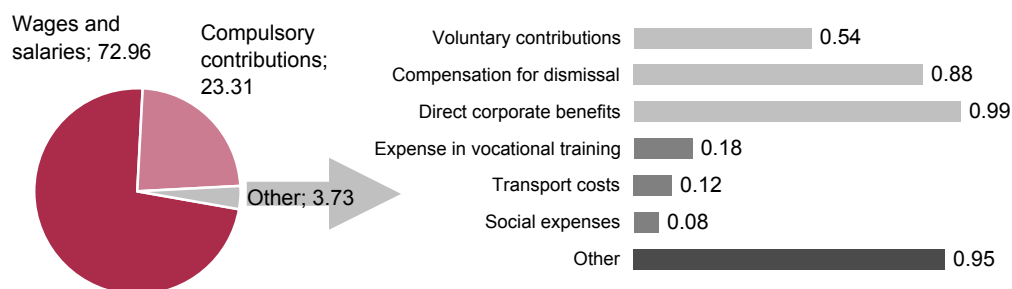 Wages and
salaries; 72.96
Compulsory
contributions;
23.31
Other; 3.73
Voluntary contributions 0.54
Compensation for dismissal 0.88
Direct corporate benefits 0.99
Expense in vocational training 0.18
Transport costs 0.12
Social expenses 0.08
Other 0.95